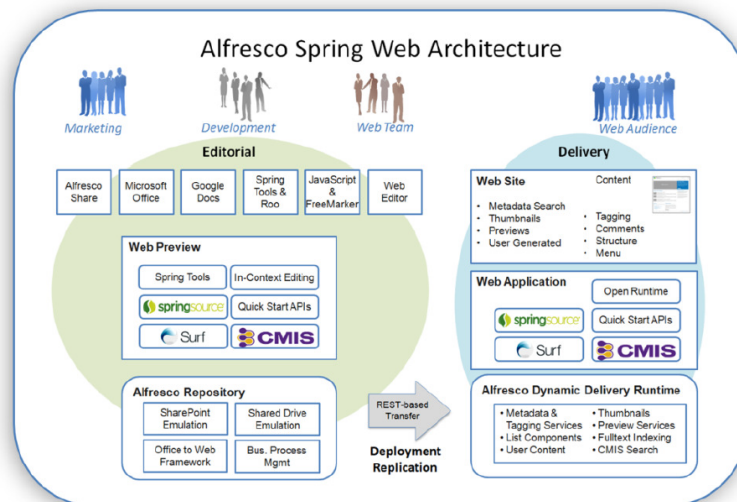 Alfresco Spring Web Architecture
Marketing
Development
Web Team
Web Audience
Editorial
Alfresco
Share
Microsoft
Office
Google
Docs
Spring
Tools &
Roo
JavaScript
&
FreeMarker
Web
Editor
Web Preview
Spring Tools
In-Context Editing
springsource
Quick Start APIs
Surf
CMIS
Alfresco Repository
SharePoint
Emulation
Shared Drive
Emulation
Office to Web
Framework
Bus. Process
Mgmt
REST-based
Transfer
Deployment
Replication
Delivery
Web Site
Content
• Metadata Search
• Thumbnails
• Previews
• User Generated
• Tagging
• Comments
• Structure
• Menu
Web Application
Open Runtime
springsource
Quick Start APIs
Surf
CMIS
Alfresco Dynamic Delivery Runtime
• Metadata &
Tagging Services
• List Components
• User Content
• Thumbnails
• Preview Services
• Fulltext Indexing
• CMIS Search